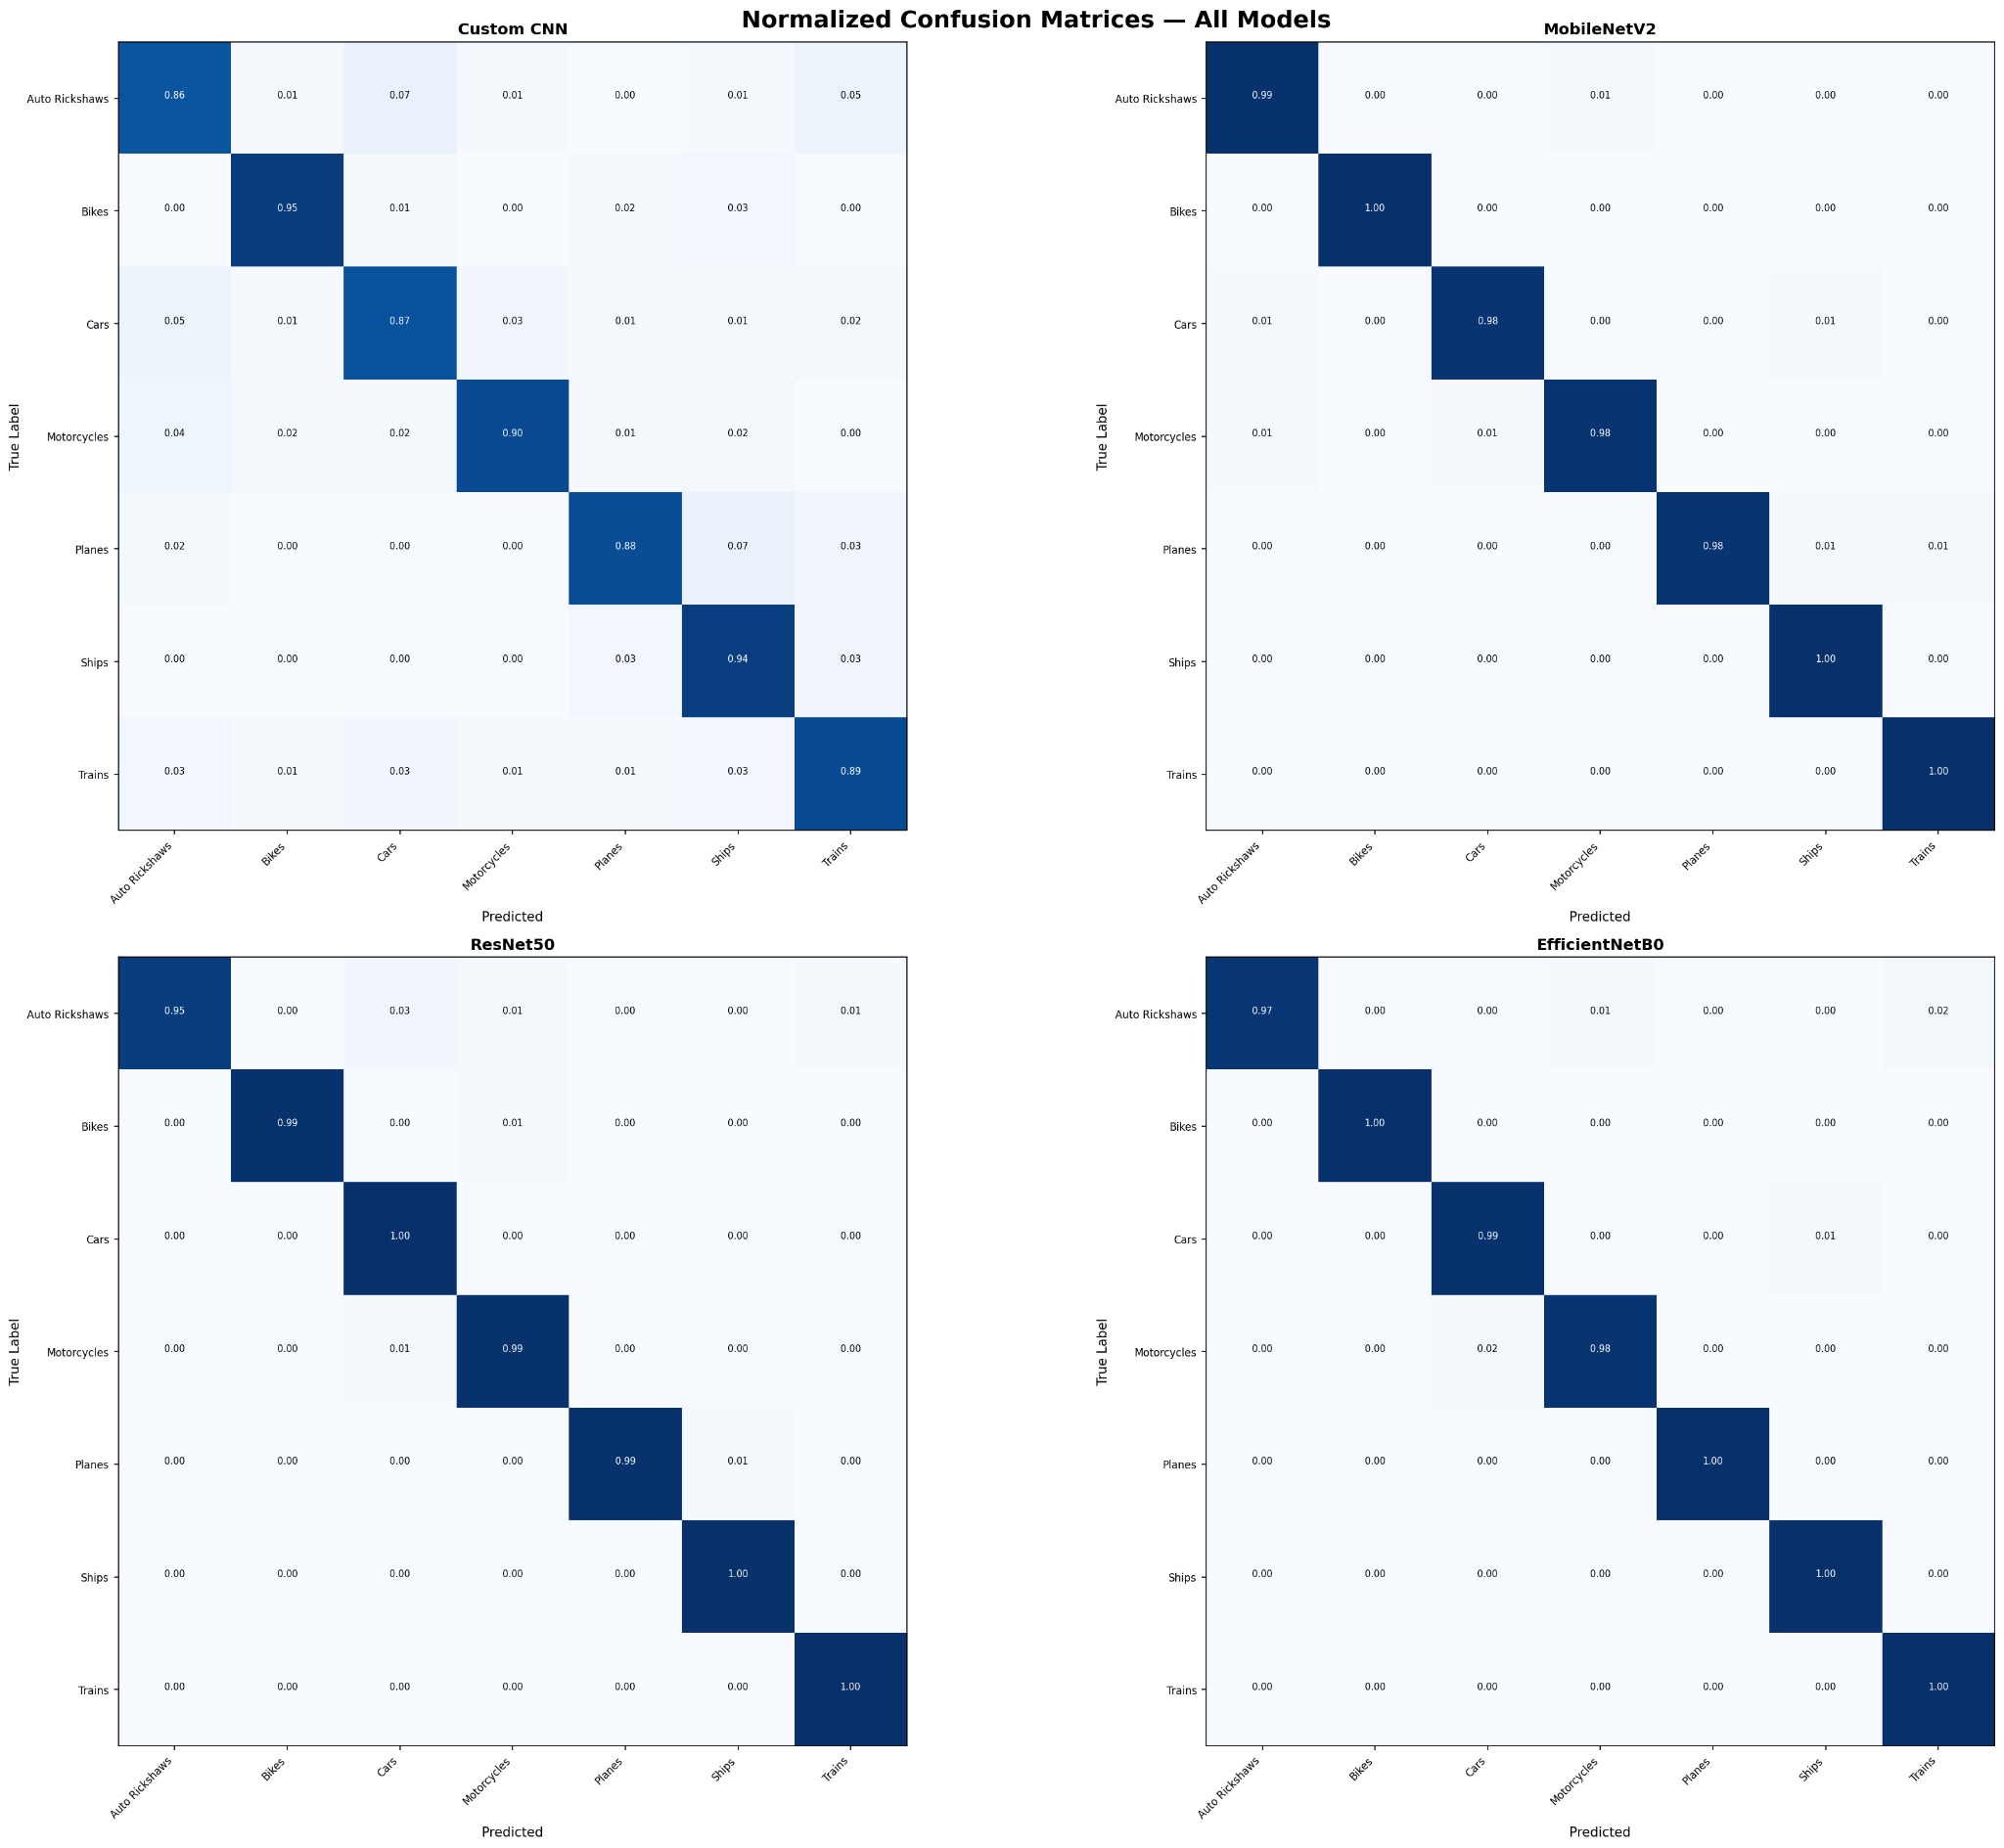 Normalized Confusion Matrices — All Models
Custom CNN
True Label
Auto Rickshaws 0.86 0.01 0.07 0.01 0.00 0.01 0.05
Bikes 0.00 0.95 0.01 0.00 0.02 0.03 0.00
Cars 0.05 0.01 0.87 0.03 0.01 0.01 0.02
Motorcycles 0.04 0.02 0.02 0.90 0.01 0.02 0.00
Planes 0.02 0.00 0.00 0.00 0.88 0.07 0.03
Ships 0.00 0.00 0.00 0.00 0.03 0.94 0.03
Trains 0.03 0.01 0.03 0.01 0.01 0.03 0.89
Auto Rickshaws Bikes Cars Motorcycles Planes Ships Trains
Predicted
MobileNetV2
True Label
Auto Rickshaws 0.99 0.00 0.00 0.01 0.00 0.00 0.00
Bikes 0.00 1.00 0.00 0.00 0.00 0.00 0.00
Cars 0.01 0.00 0.98 0.00 0.00 0.01 0.00
Motorcycles 0.01 0.00 0.01 0.98 0.00 0.00 0.00
Planes 0.00 0.00 0.00 0.00 0.98 0.01 0.01
Ships 0.00 0.00 0.00 0.00 0.00 1.00 0.00
Trains 0.00 0.00 0.00 0.00 0.00 0.00 1.00
Auto Rickshaws Bikes Cars Motorcycles Planes Ships Trains
Predicted
ResNet50
True Label
Auto Rickshaws 0.95 0.00 0.03 0.01 0.00 0.00 0.01
Bikes 0.00 0.99 0.00 0.01 0.00 0.00 0.00
Cars 0.00 0.00 1.00 0.00 0.00 0.00 0.00
Motorcycles 0.00 0.00 0.01 0.99 0.00 0.00 0.00
Planes 0.00 0.00 0.00 0.00 0.99 0.01 0.00
Ships 0.00 0.00 0.00 0.00 0.00 1.00 0.00
Trains 0.00 0.00 0.00 0.00 0.00 0.00 1.00
Auto Rickshaws Bikes Cars Motorcycles Planes Ships Trains
Predicted
EfficientNetB0
True Label
Auto Rickshaws 0.97 0.00 0.00 0.01 0.00 0.00 0.02
Bikes 0.00 1.00 0.00 0.00 0.00 0.00 0.00
Cars 0.00 0.00 0.99 0.00 0.00 0.01 0.00
Motorcycles 0.00 0.00 0.02 0.98 0.00 0.00 0.00
Planes 0.00 0.00 0.00 0.00 1.00 0.00 0.00
Ships 0.00 0.00 0.00 0.00 0.00 1.00 0.00
Trains 0.00 0.00 0.00 0.00 0.00 0.00 1.00
Auto Rickshaws Bikes Cars Motorcycles Planes Ships Trains
Predicted